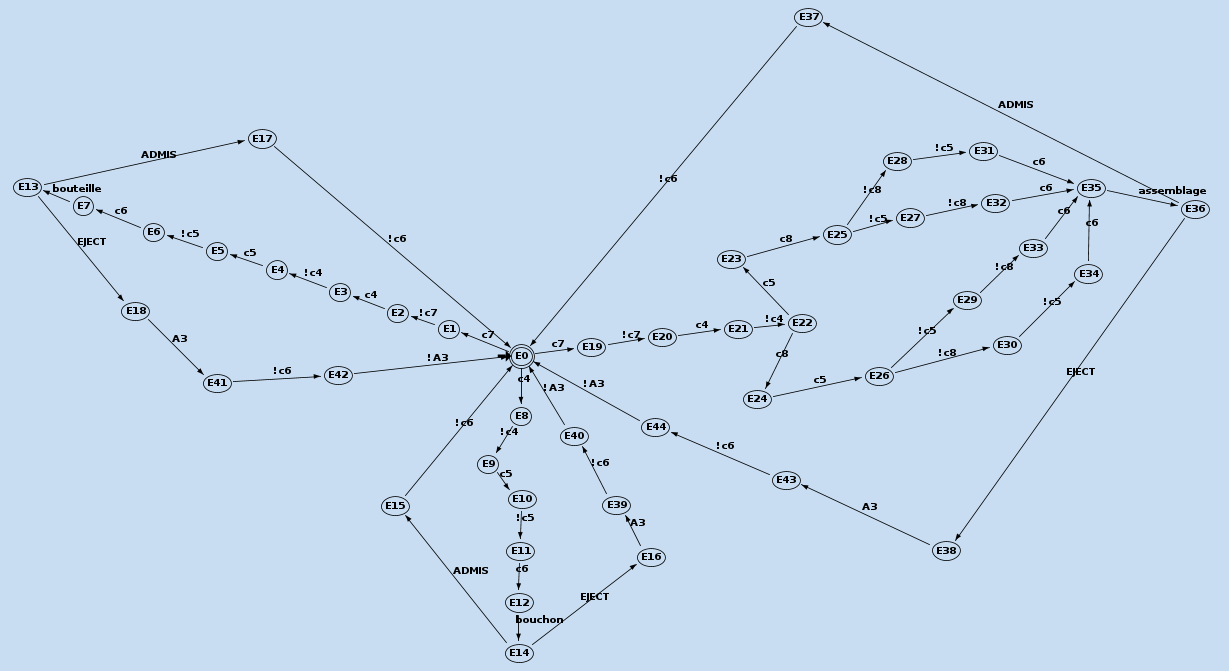 E37
ADMIS
E17
ADMIS
!c5
E31
E28
c6
!c6
E13
bouteille
E7
!c8
c6
E35
assemblage
E32
!c8
E36
c6
!c5
E27
c6
E6
!c5
E25
c6
EJECT
!c6
c8
E33
E5
c5
E23
!c8
E4
!c4
c5
E34
E3
c4
E29
!c5
E18
E2
!c7
E22
!c4
E1
c7
E21
c4
!c5
A3
c7
E19
!c7
E20
E30
!c8
E0
!A3
c8
!c6
E42
c4
c5
E26
EJECT
E41
!A3
!A3
E24
E8
!c6
E44
!c4
E40
!c6
E9
c5
!c6
E43
E10
E15
E39
A3
!c5
A3
E11
E38
E16
c6
ADMIS
EJECT
E12
bouchon
E14